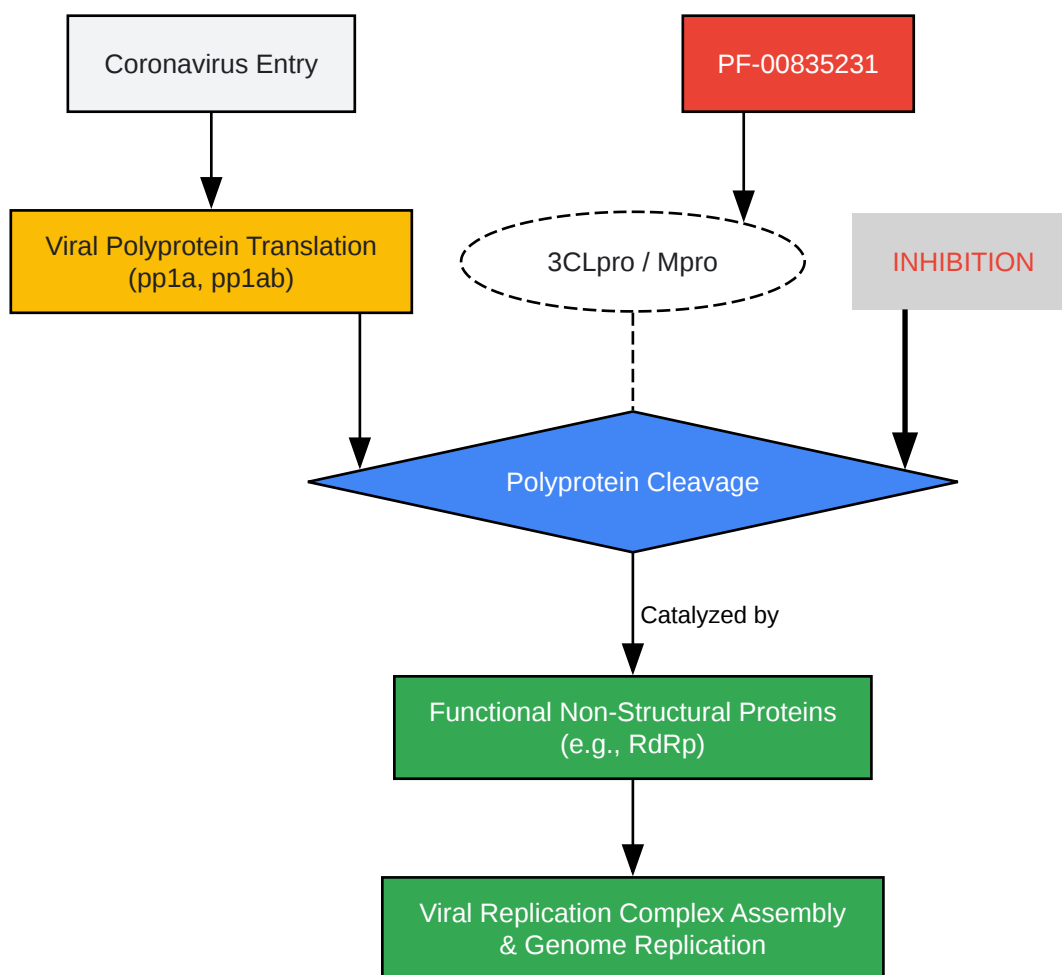 Coronavirus Entry
PF-00835231
Viral Polyprotein Translation
(pp1a, pp1ab)
3CLpro / Mpro
INHIBITION
Polyprotein Cleavage
Catalyzed by
Functional Non-Structural Proteins
(e.g., RdRp)
Viral Replication Complex Assembly
& Genome Replication